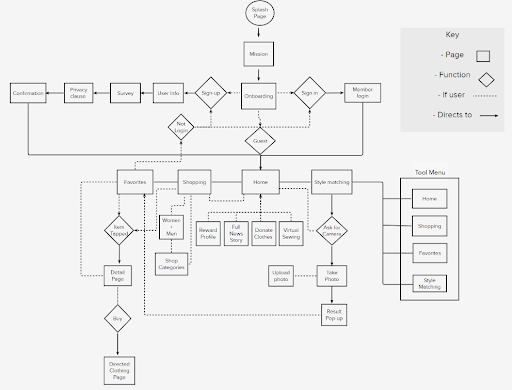 Splash
Page
Key
Mission
- Page
- Function
- If user
- Directs to
Confirmation
Privacy
clause
Survey
User Info
Sign up
Onboarding
Sign in
Member
login
Not
Login
Guest
Tool Menu
Favorites
Shopping
Home
Style matching
Home
Shopping
Favorites
Style
Matching
Item
Tapped
Women
+
Men
Reward
Profile
Full
News
Story
Donate
Clothes
Virtual
Sewing
Ask for
Camera
Shop
Categories
Detail
Page
Upload
photo
Take
Photo
Result
Pop up
Buy
Directed
Clothing
Page